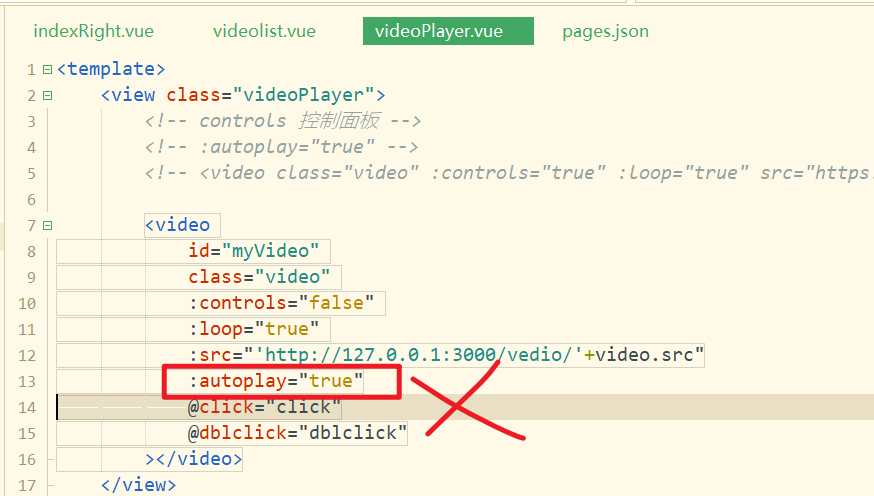 indexRight.vue videolist.vue videoPlayer.vue pages.json
1 <template>
2 <view class="videoPlayer">
3 <!-- controls 控制面板 -->
4 <!-- :autoplay="true" -->
5 <!-- <video class="video" :controls="true" :loop="true" src="https.
6
7 <video
8 id="myVideo"
9 class="video"
10 :controls="false"
11 :loop="true"
12 :src="'http://127.0.0.1:3000/vedio/'+video.src"
13 :autoplay="true"
14 @click="click"
15 @dblclick="dblclick"
16 ></video>
17 </view>